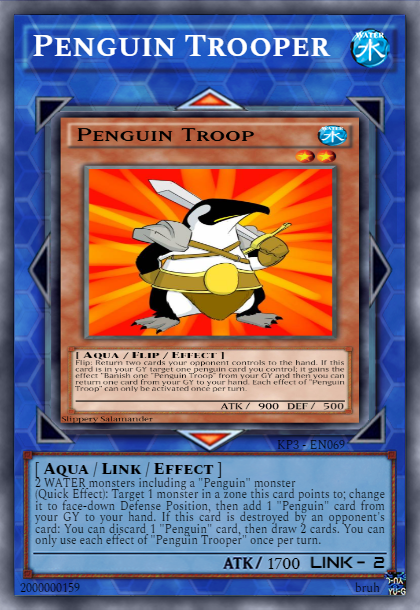 PENGUIN TROOPER
WATER
水
PENGUIN TROOP
WATER
水
[ AQUA / FLIP / EFFECT ]
Flip: Return two cards your opponent controls to the hand. If this
card is in your GY target one penguin card you control; it gains the
effect "Banish one "Penguin Troop" from your GY and then you can
return one card from your GY to your hand. Each effect of "Penguin
Troop" can only be activated once per turn.
ATK / 900 DEF / 500
Slippery Salamander
KP3 - EN069
[ AQUA / LINK / EFFECT ]
2 WATER monsters including a "Penguin" monster
(Quick Effect): Target 1 monster in a zone this card points to; change
it to face-down Defense Position, then add 1 "Penguin" card from
your GY to your hand. If this card is destroyed by an opponent's
card: You can discard 1 "Penguin" card, then draw 2 cards. You can
only use each effect of "Penguin Trooper" once per turn.
ATK / 1700 LINK - 2
2000000159
bruh